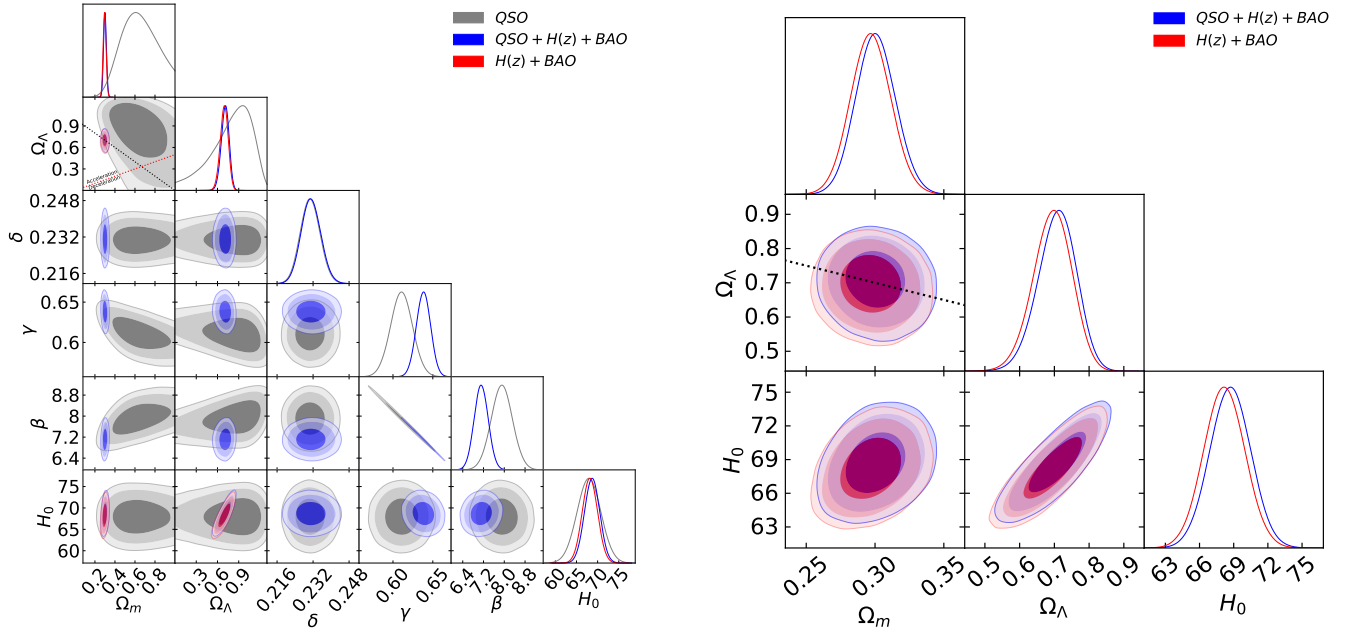 QSO
QSO + H(z) + BAO
H(z) + BAO
0.9
0.6
0.3
Ω_Λ
Acceleration
0.248
0.232
0.216
δ
0.65
0.6
γ
8.8
8
7.2
6.4
β
75
70
65
60
H_0
0.2 0.4 0.6 0.8
Ω_m
0.3 0.6 0.9
Ω_Λ
0.216 0.232 0.248
δ
0.60 0.65
γ
6.4 7.2 8.0 8.8
β
60 65 70 75
H_0
QSO + H(z) + BAO
H(z) + BAO
0.9
0.8
0.7
0.6
0.5
Ω_Λ
75
72
69
66
63
H_0
0.25 0.30 0.35
Ω_m
0.5 0.6 0.7 0.8 0.9
Ω_Λ
63 66 69 72 75
H_0